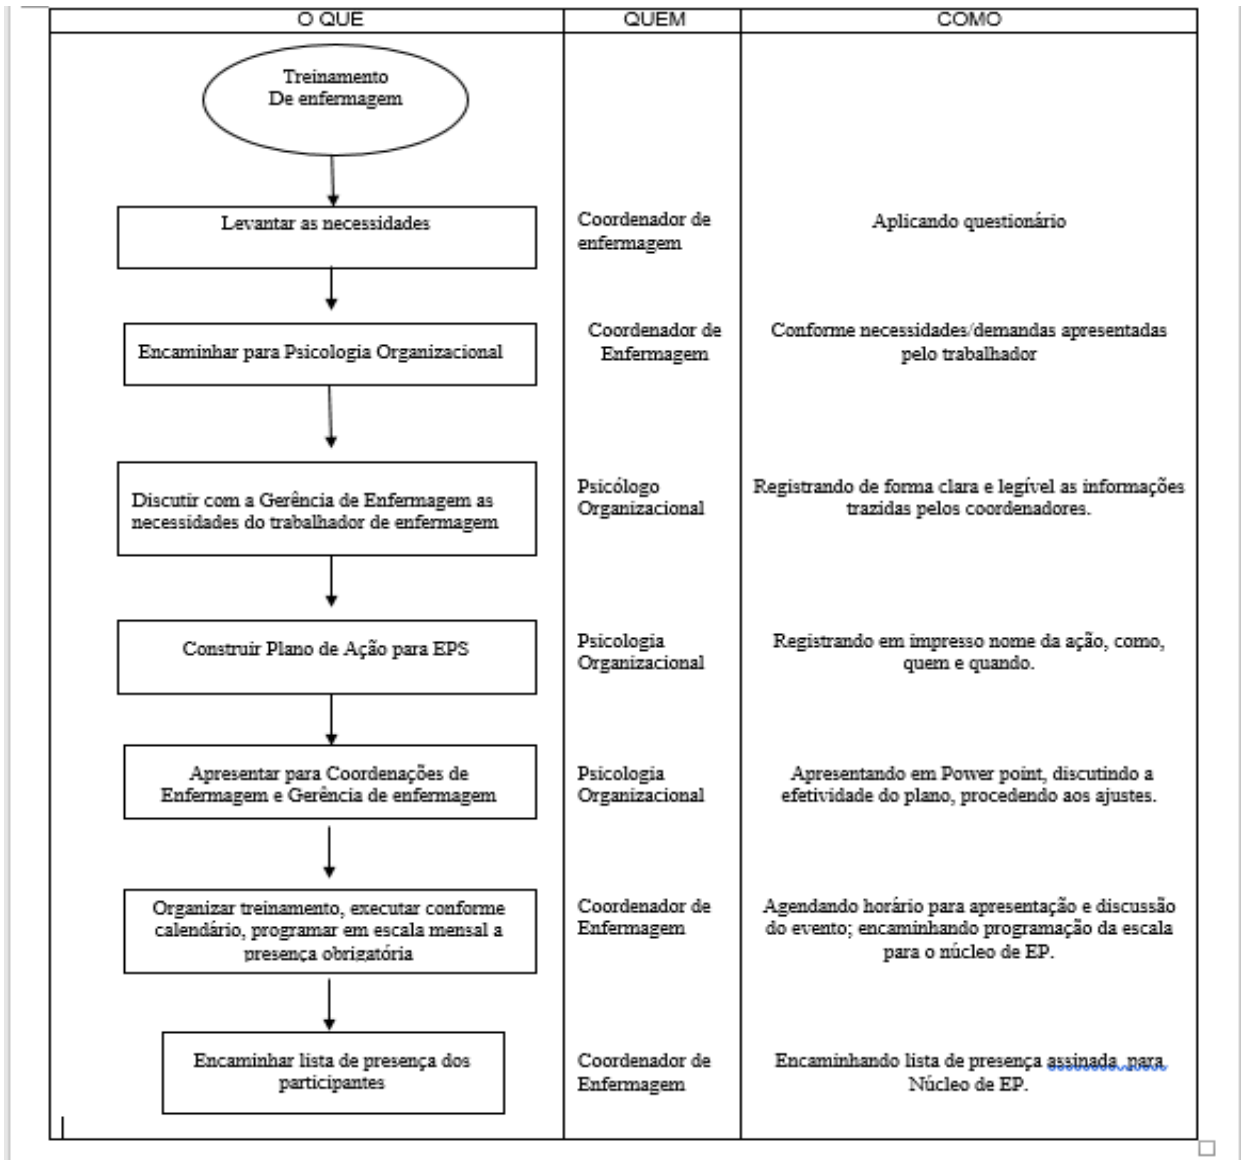 O QUE
QUEM
COMO
Treinamento
De enfermagem
Levantar as necessidades
Coordenador de
enfermagem
Aplicando questionário
Encaminhar para Psicologia Organizacional
Coordenador de
Enfermagem
Conforme necessidades/demandas apresentadas
pelo trabalhador
Discutir com a Gerência de Enfermagem as
necessidades do trabalhador de enfermagem
Psicólogo
Organizacional
Registrando de forma clara e legível as informações
trazidas pelos coordenadores.
Construir Plano de Ação para EPS
Psicologia
Organizacional
Registrando em impresso nome da ação, como,
quem e quando.
Apresentar para Coordenações de
Enfermagem e Gerência de enfermagem
Psicologia
Organizacional
Apresentando em Power point, discutindo a
efetividade do plano, procedendo aos ajustes.
Organizar treinamento, executar conforme
calendário, programar em escala mensal a
presença obrigatória
Coordenador de
Enfermagem
Agendando horário para apresentação e discussão
do evento; encaminhando programação da escala
para o núcleo de EP.
Encaminhar lista de presença dos
participantes
Coordenador de
Enfermagem
Encaminhando lista de presença assinada para
Núcleo de EP.